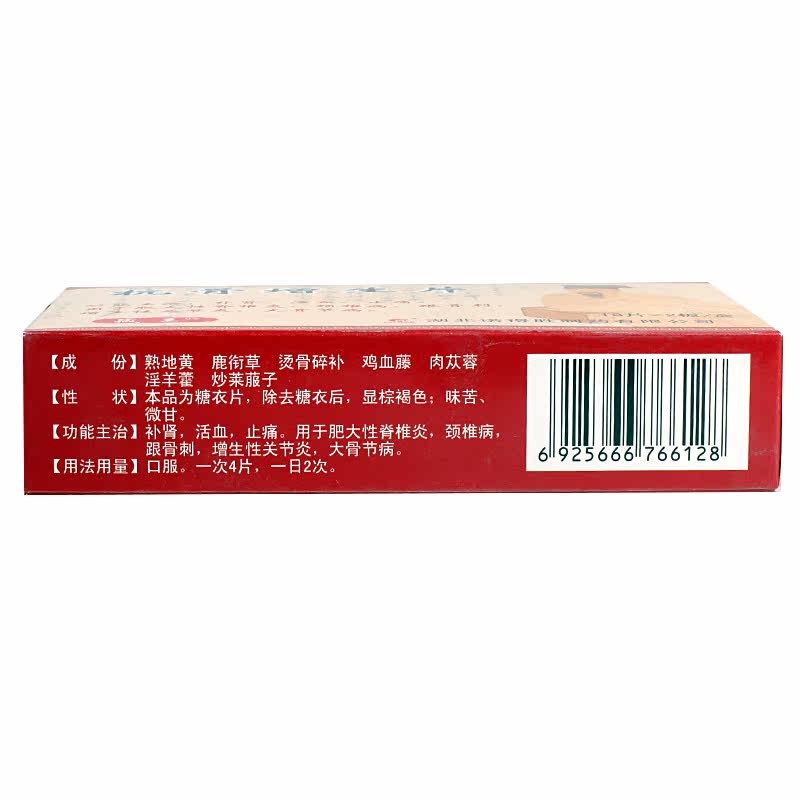 抗骨增生片
【成　份】熟地黄　鹿衔草　烫骨碎补　鸡血藤　肉苁蓉
淫羊藿　炒莱菔子
【性　状】本品为糖衣片，除去糖衣后，显棕褐色；味苦、
微甘。
【功能主治】补肾，活血，止痛。用于肥大性脊椎炎，颈椎病，
跟骨刺，增生性关节炎，大骨节病。
【用法用量】口服。一次4片，一日2次。
6 925666 766128